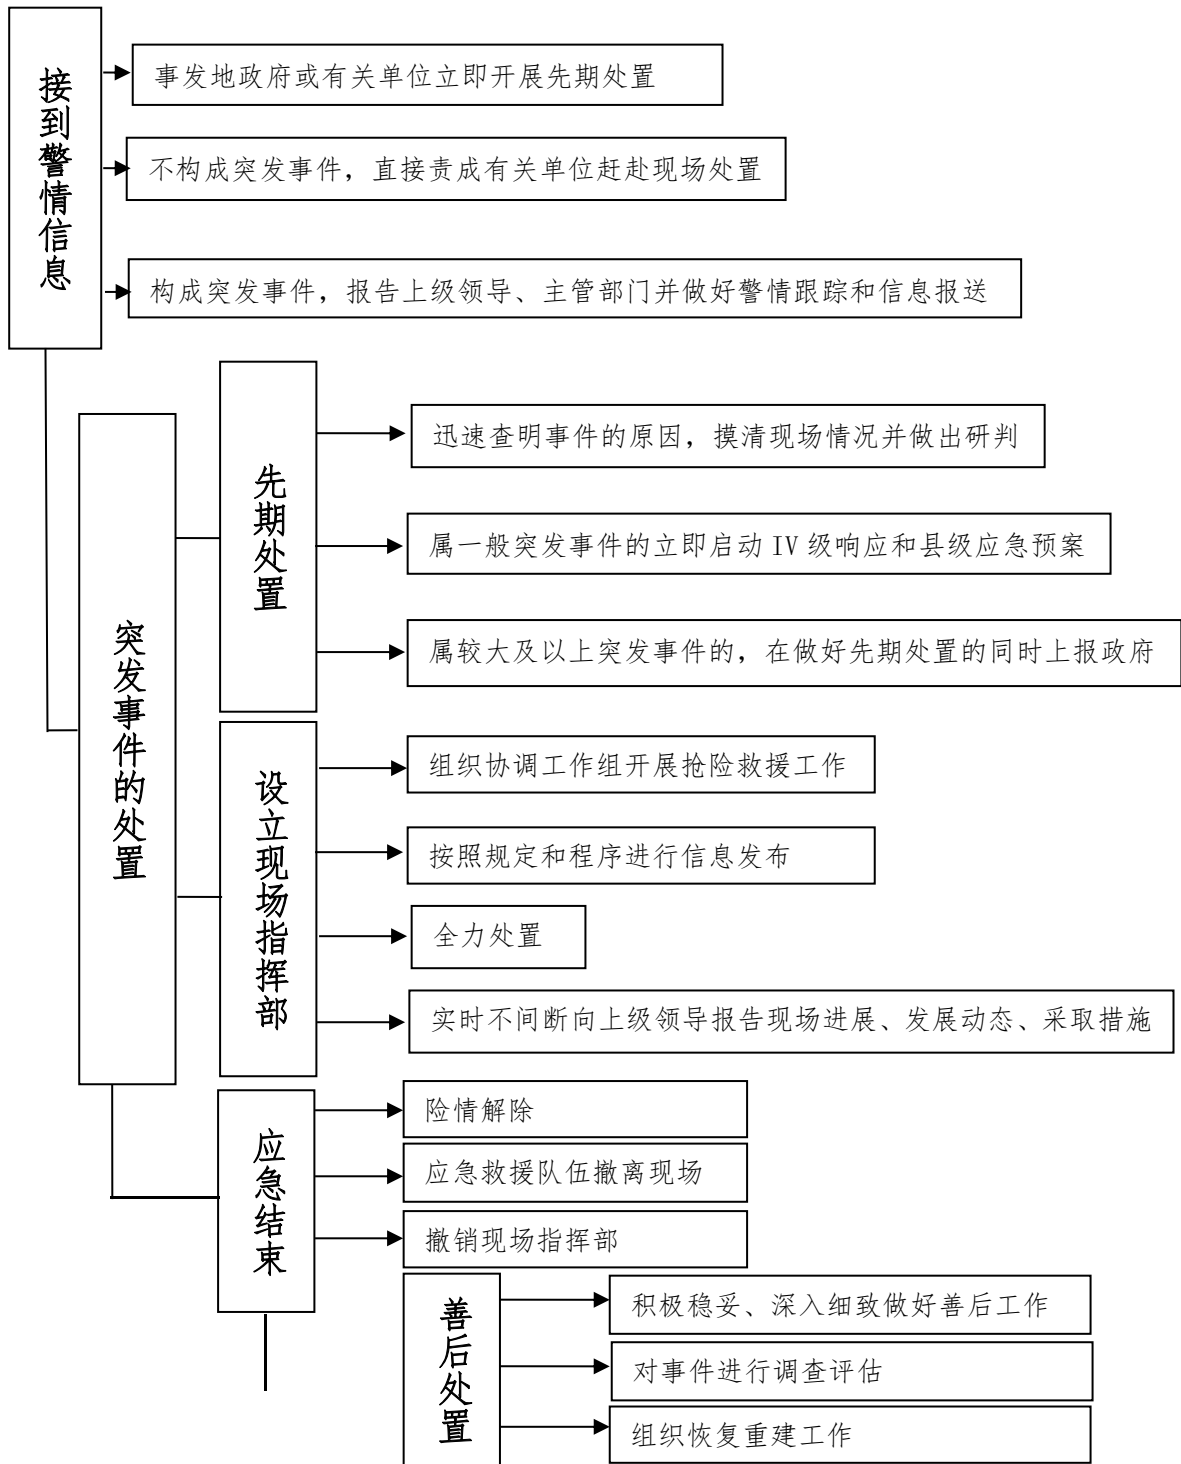 接到警情信息
事发地政府或有关单位立即开展先期处置
不构成突发事件，直接责成有关单位赶赴现场处置
构成突发事件，报告上级领导、主管部门并做好警情跟踪和信息报送
突发事件的处置
先期处置
迅速查明事件的原因，摸清现场情况并做出研判
属一般突发事件的立即启动 IV 级响应和县级应急预案
属较大及以上突发事件的，在做好先期处置的同时上报政府
设立现场指挥部
组织协调工作组开展抢险救援工作
按照规定和程序进行信息发布
全力处置
实时不间断向上级领导报告现场进展、发展动态、采取措施
应急结束
险情解除
应急救援队伍撤离现场
撤销现场指挥部
善后处置
积极稳妥、深入细致做好善后工作
对事件进行调查评估
组织恢复重建工作